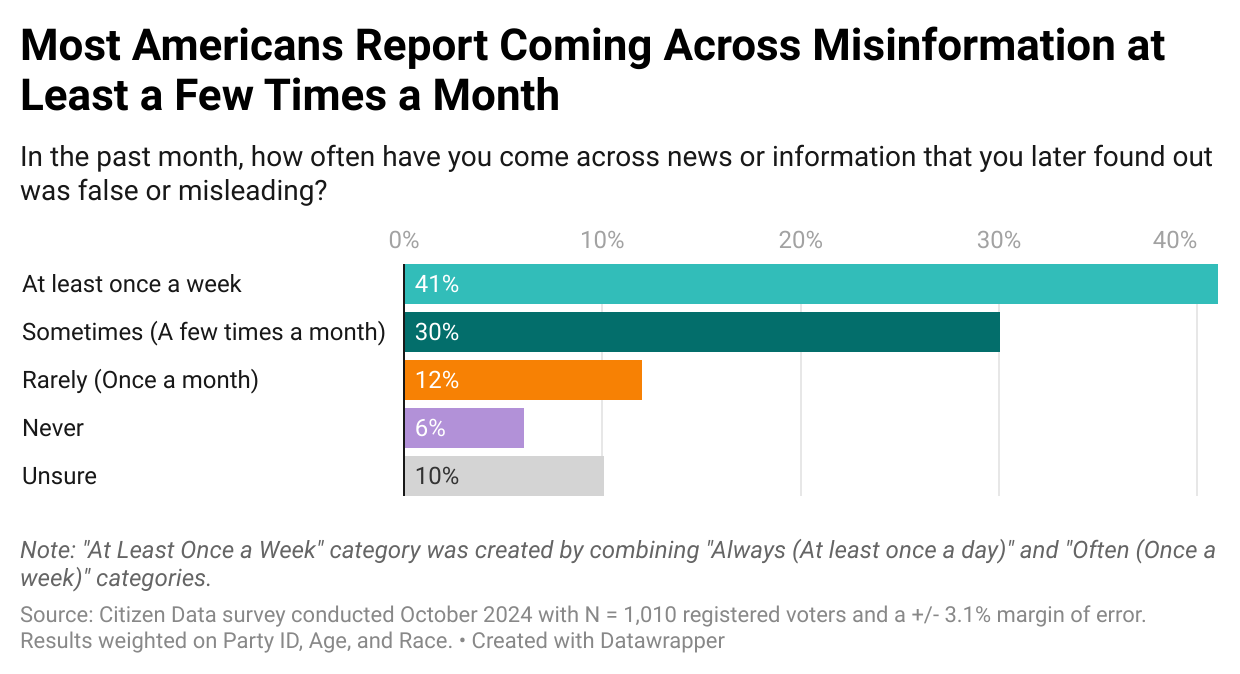 Most Americans Report Coming Across Misinformation at
Least a Few Times a Month
In the past month, how often have you come across news or information that you later found out
was false or misleading?
0% 10% 20% 30% 40%
At least once a week 41%
Sometimes (A few times a month) 30%
Rarely (Once a month) 12%
Never 6%
Unsure 10%
Note: "At Least Once a Week" category was created by combining "Always (At least once a day)" and "Often (Once a
week)" categories.
Source: Citizen Data survey conducted October 2024 with N = 1,010 registered voters and a +/- 3.1% margin of error.
Results weighted on Party ID, Age, and Race. • Created with Datawrapper